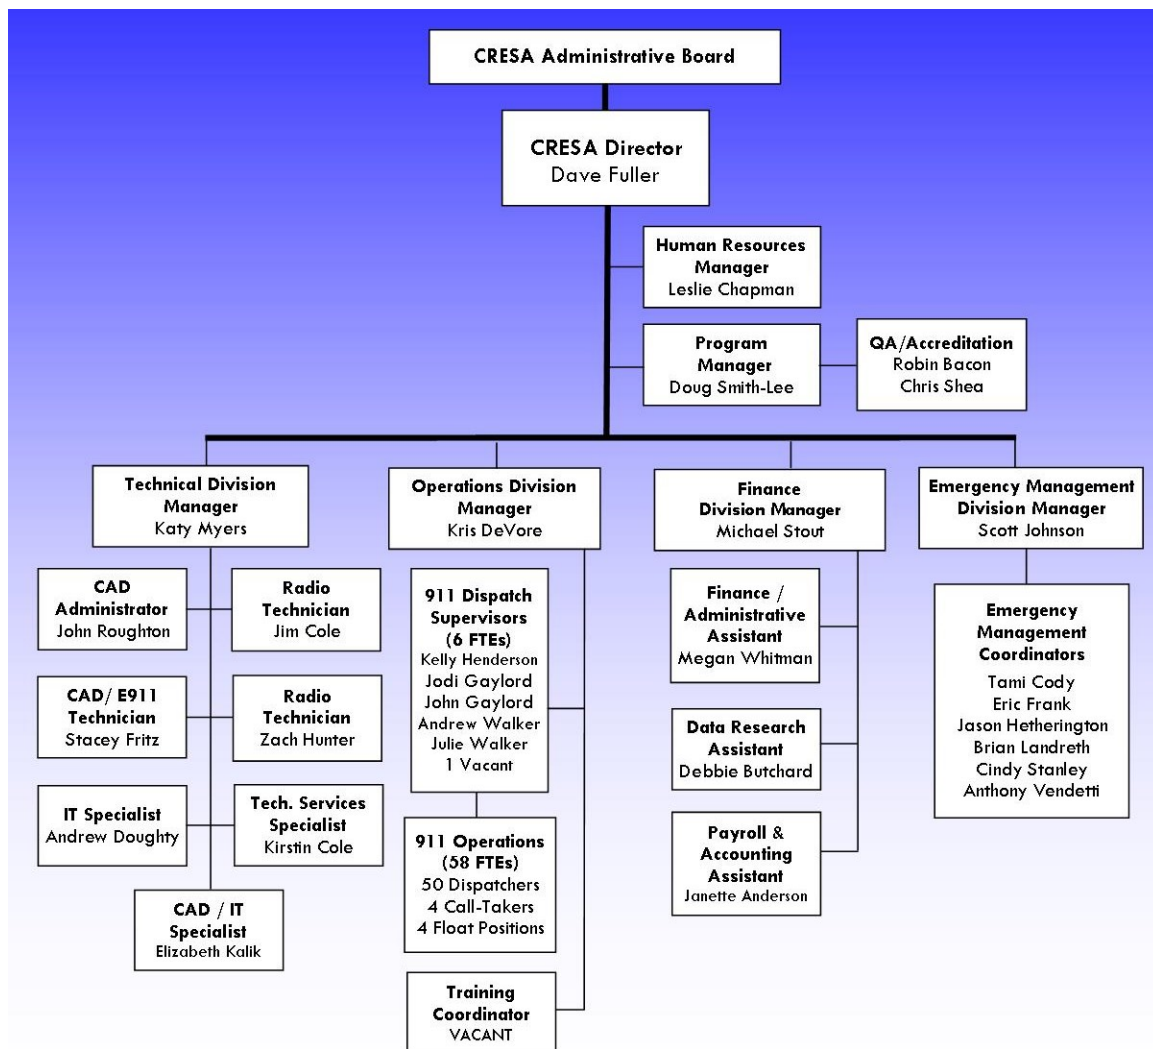 CRESA Administrative Board
CRESA Director
Dave Fuller
Human Resources
Manager
Leslie Chapman
Program
Manager
Doug Smith-Lee
QA/Accreditation
Robin Bacon
Chris Shea
Technical Division
Manager
Katy Myers
Operations Division
Manager
Kris DeVore
Finance
Division Manager
Michael Stout
Emergency Management
Division Manager
Scott Johnson
CAD
Administrator
John Roughton
Radio
Technician
Jim Cole
CAD/ E911
Technician
Stacey Fritz
Radio
Technician
Zach Hunter
IT Specialist
Andrew Doughty
Tech. Services
Specialist
Kirstin Cole
CAD / IT
Specialist
Elizabeth Kalik
911 Dispatch
Supervisors
(6 FTEs)
Kelly Henderson
Jodi Gaylord
John Gaylord
Andrew Walker
Julie Walker
1 Vacant
911 Operations
(58 FTEs)
50 Dispatchers
4 Call-Takers
4 Float Positions
Training
Coordinator
VACANT
Finance /
Administrative
Assistant
Megan Whitman
Data Research
Assistant
Debbie Butchard
Payroll &
Accounting
Assistant
Janette Anderson
Emergency
Management
Coordinators
Tami Cody
Eric Frank
Jason Hetherington
Brian Landreth
Cindy Stanley
Anthony Vendetti